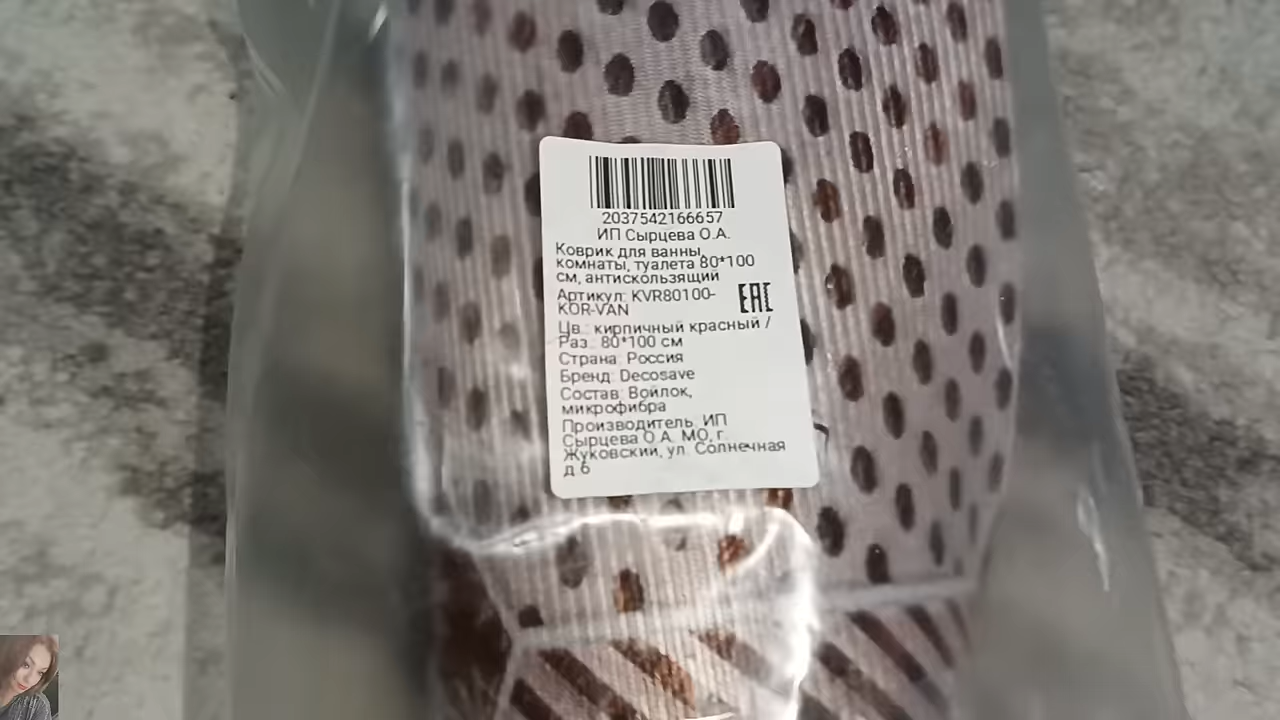 2037542166657
ИП Сырцева О.А.
Коврик для ванны,
комнаты, туалета 80*100
см, антискользящий
Артикул: KVR80100-
KOR-VAN
EAC
Цв.: кирпичный красный /
Раз.: 80*100 см
Страна: Россия
Бренд: Decosave
Состав: Войлок,
микрофибра
Производитель: ИП
Сырцева О.А. МО, г.
Жуковский, ул. Солнечная
д 6